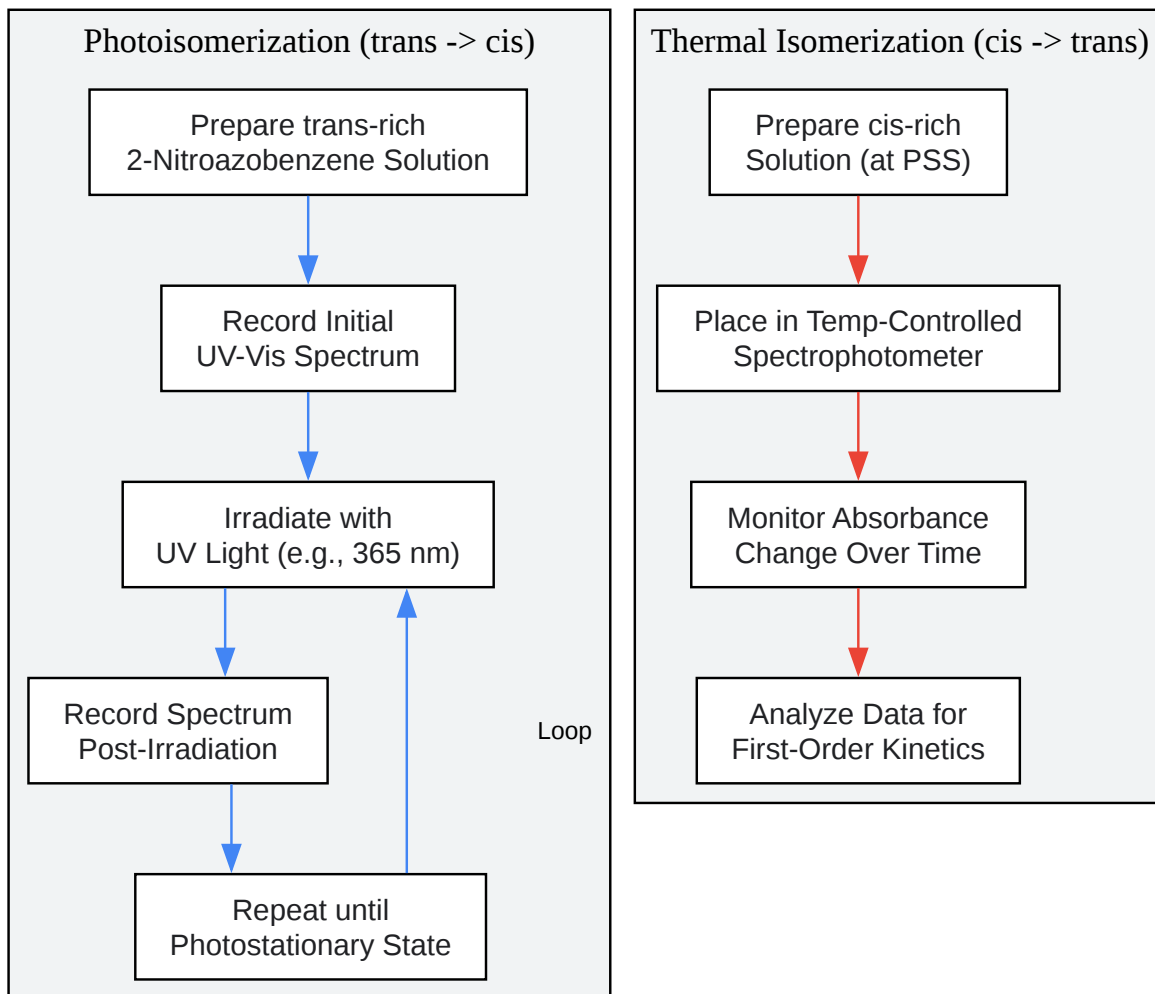 Photoisomerization (trans -> cis)
Prepare trans-rich
2-Nitroazobenzene Solution
Record Initial
UV-Vis Spectrum
Irradiate with
UV Light (e.g., 365 nm)
Record Spectrum
Post-Irradiation
Loop
Repeat until
Photostationary State
Thermal Isomerization (cis -> trans)
Prepare cis-rich
Solution (at PSS)
Place in Temp-Controlled
Spectrophotometer
Monitor Absorbance
Change Over Time
Analyze Data for
First-Order Kinetics